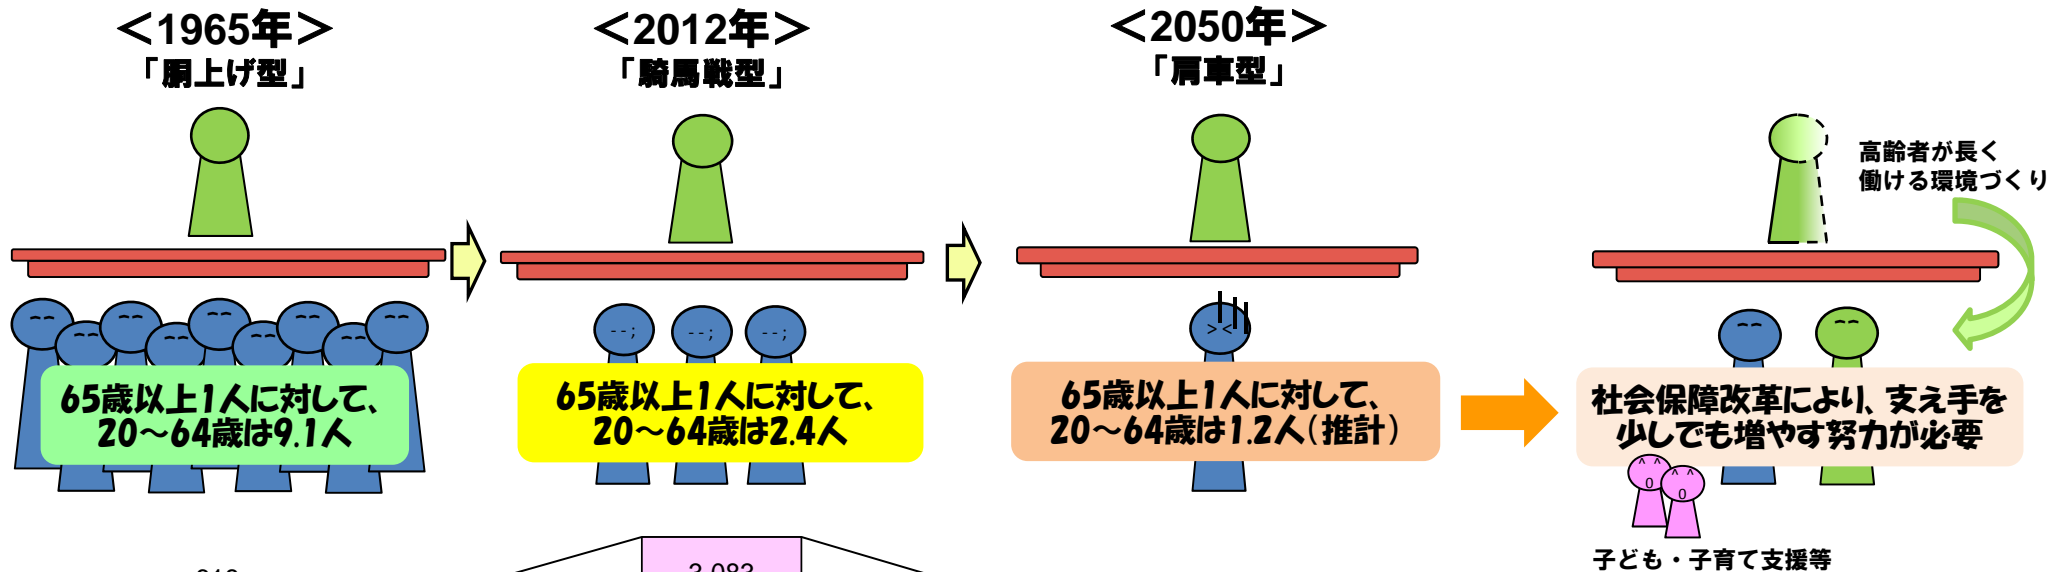 ＜1965年＞
「胴上げ型」
65歳以上1人に対して、
20～64歳は9.1人
＜2012年＞
「騎馬戦型」
--;
--;
--;
65歳以上1人に対して、
20～64歳は2.4人
＜2050年＞
「肩車型」
><
65歳以上1人に対して、
20～64歳は1.2人(推計)
高齢者が長く
働ける環境づくり
社会保障改革により、支え手を
少しでも増やす努力が必要
子ども・子育て支援等